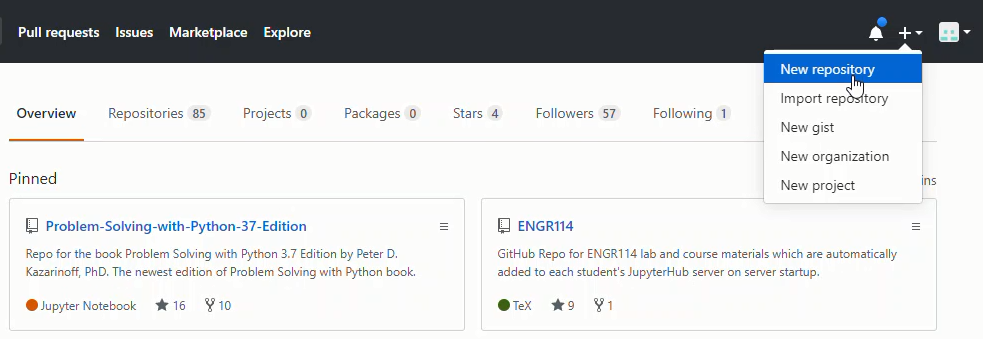 Pull requests Issues Marketplace Explore
New repository
Import repository
New gist
New organization
New project
Overview Repositories 85 Projects 0 Packages 0 Stars 4 Followers 57 Following 1
Pinned
Problem-Solving-with-Python-37-Edition
Repo for the book Problem Solving with Python 3.7 Edition by Peter D.
Kazarinoff, PhD. The newest edition of Problem Solving with Python book.
Jupyter Notebook 16 10
ENGR114
GitHub Repo for ENGR114 lab and course materials which are automatically
added to each student's JupyterHub server on server startup.
TeX 9 1